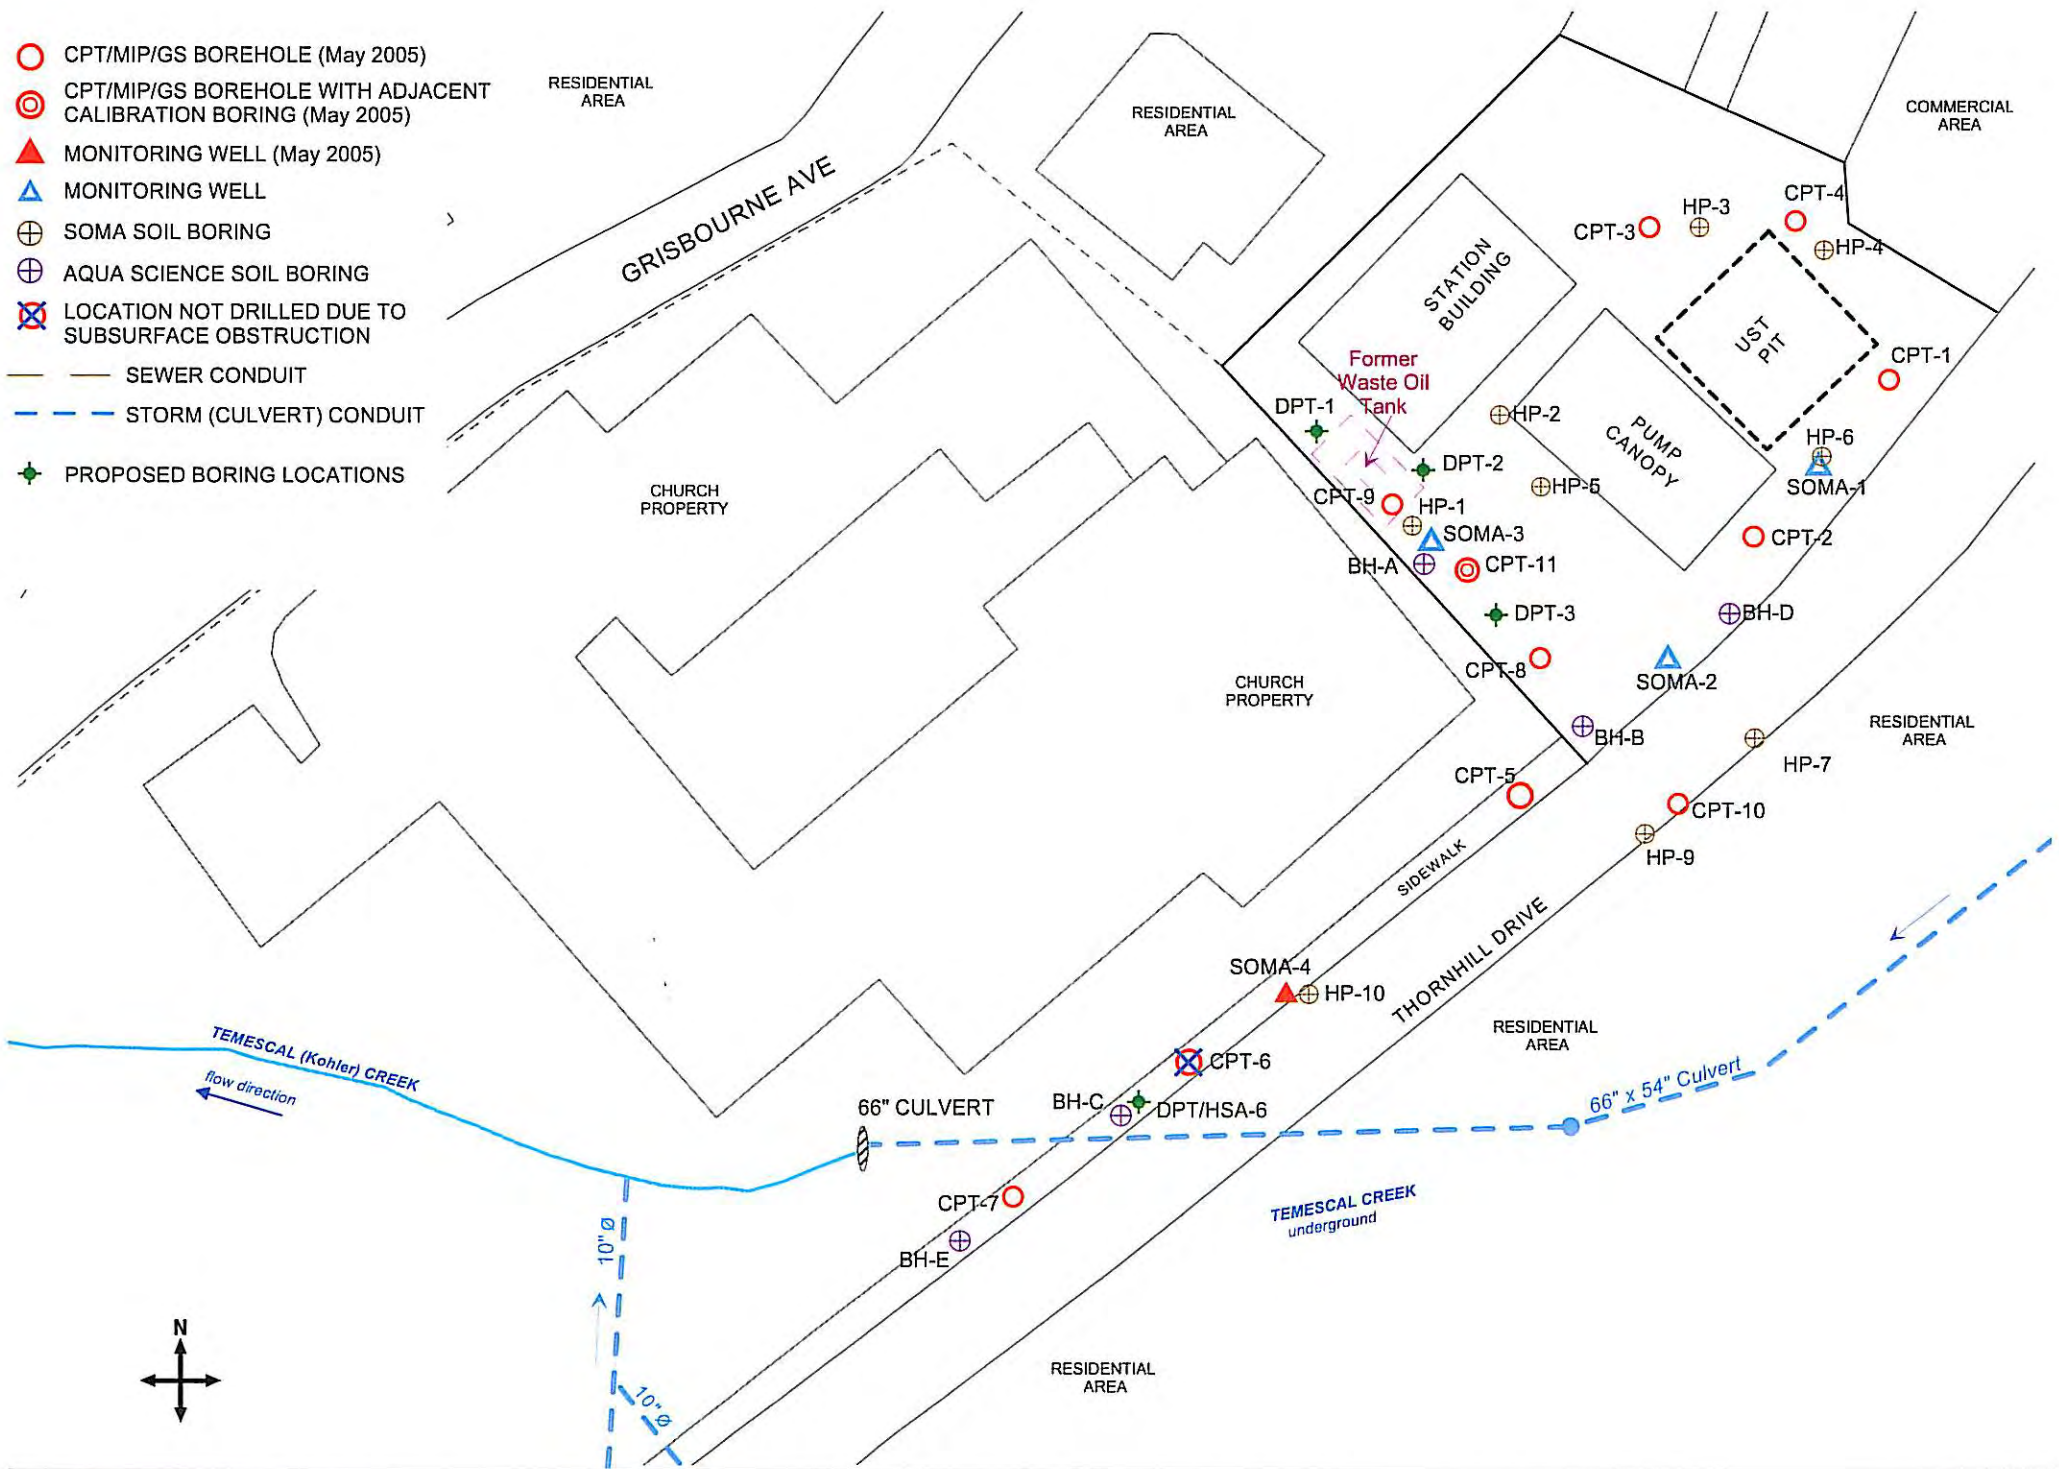 CPT/MIP/GS BOREHOLE (May 2005)
CPT/MIP/GS BOREHOLE WITH ADJACENT
CALIBRATION BORING (May 2005)
MONITORING WELL (May 2005)
MONITORING WELL
SOMA SOIL BORING
AQUA SCIENCE SOIL BORING
LOCATION NOT DRILLED DUE TO
SUBSURFACE OBSTRUCTION
SEWER CONDUIT
STORM (CULVERT) CONDUIT
PROPOSED BORING LOCATIONS
RESIDENTIAL
AREA
RESIDENTIAL
AREA
COMMERCIAL
AREA
GRISBOURNE AVE
STATION
BUILDING
CPT-3
HP-3
CPT-4
HP-4
UST
PIT
CPT-1
Former
Waste Oil
Tank
DPT-1
HP-2
PUMP
CANOPY
HP-6
SOMA-1
DPT-2
HP-5
CPT-9
HP-1
SOMA-3
CPT-2
BH-A
CPT-11
CHURCH
PROPERTY
DPT-3
BH-D
CPT-8
SOMA-2
CHURCH
PROPERTY
BH-B
RESIDENTIAL
AREA
HP-7
CPT-5
CPT-10
HP-9
SIDEWALK
THORNHILL DRIVE
SOMA-4
HP-10
RESIDENTIAL
AREA
TEMESCAL (Kohler) CREEK
flow direction
CPT-6
66" x 54" Culvert
66" CULVERT
BH-C
DPT/HSA-6
CPT-7
TEMESCAL CREEK
underground
BH-E
10" Ø
10" Ø
RESIDENTIAL
AREA
N